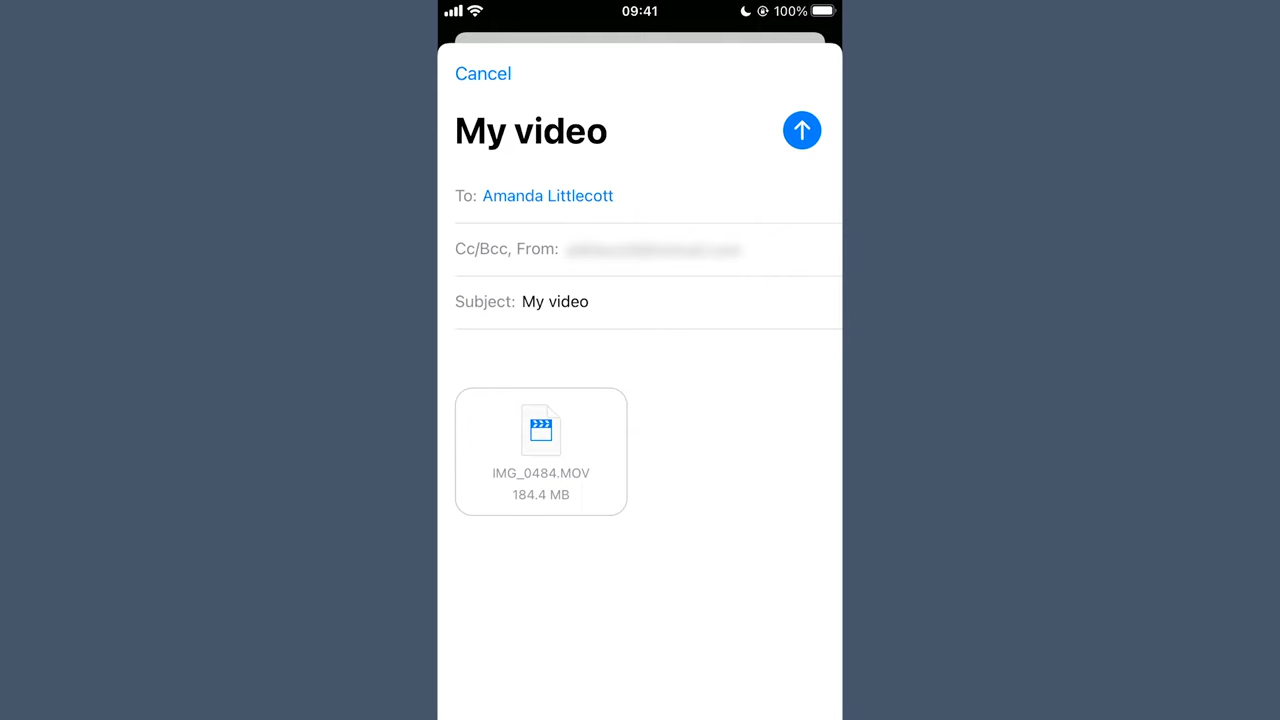 09:41
100%
Cancel
My video
To: Amanda Littlecott
Cc/Bcc, From:
Subject: My video
IMG_0484.MOV
184.4 MB